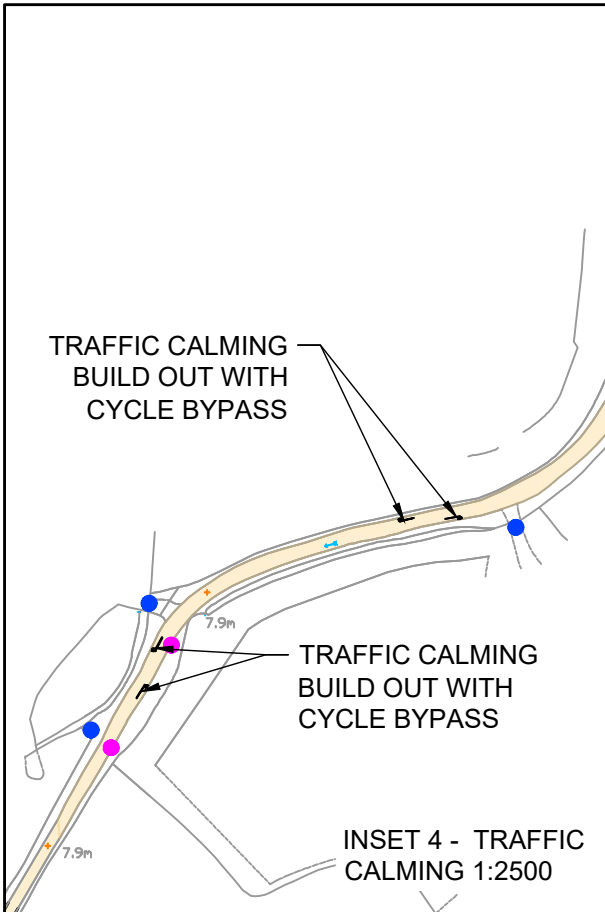 TRAFFIC CALMING
BUILD OUT WITH
CYCLE BYPASS
7.9m
TRAFFIC CALMING
BUILD OUT WITH
CYCLE BYPASS
7.9m
INSET 4 - TRAFFIC
CALMING 1:2500